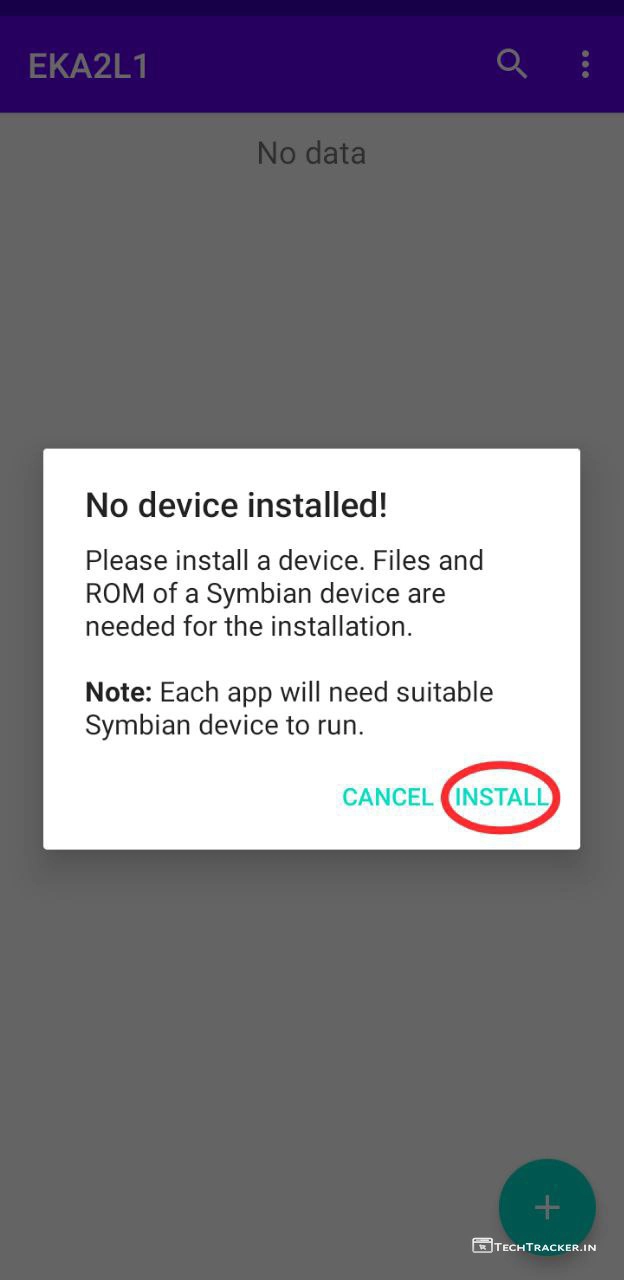 EKA2L1
No data
No device installed!
Please install a device. Files and
ROM of a Symbian device are
needed for the installation.
Note: Each app will need suitable
Symbian device to run.
CANCEL INSTALL
+
TechTracker.in